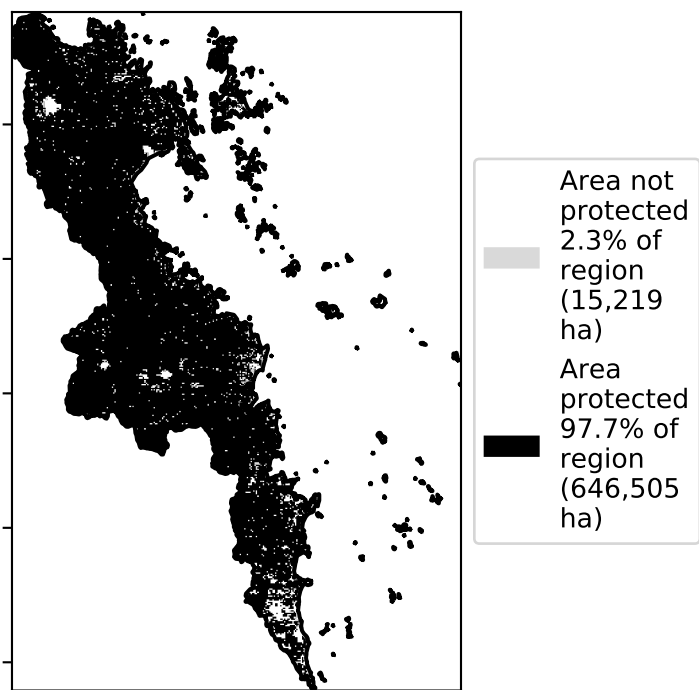 Area not
protected
2.3% of
region
(15,219
ha)
Area
protected
97.7% of
region
(646,505
ha)